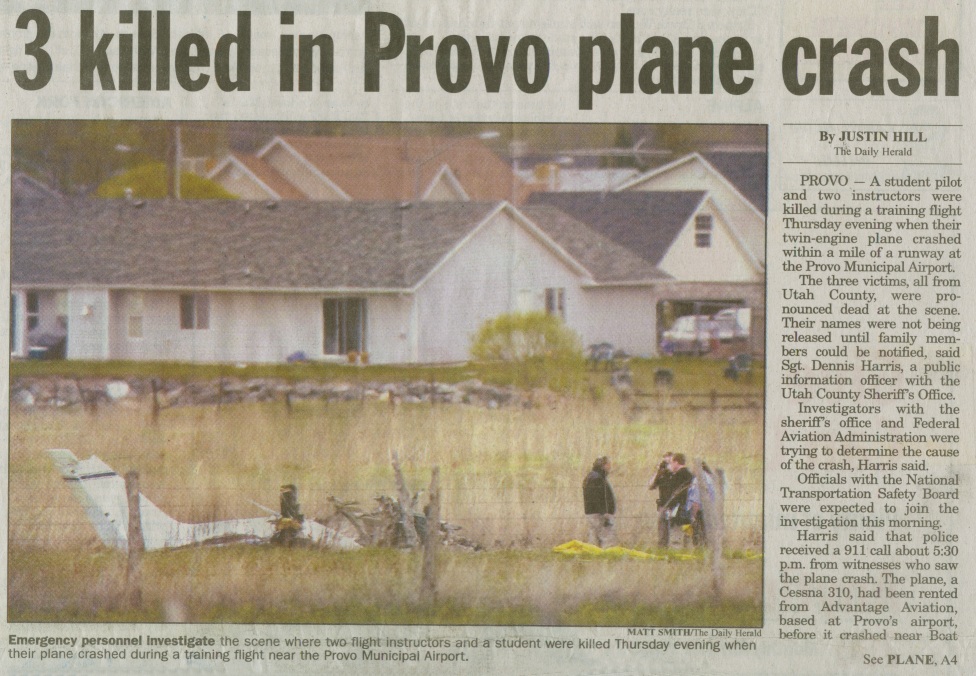 3 killed in Provo plane crash
By JUSTIN HILL
The Daily Herald
PROVO — A student pilot
and two instructors were
killed during a training flight
Thursday evening when their
twin-engine plane crashed
within a mile of a runway at
the Provo Municipal Airport.
The three victims, all from
Utah County, were pro-
nounced dead at the scene.
Their names were not being
released until family mem-
bers could be notified, said
Sgt. Dennis Harris, a public
information officer with the
Utah County Sheriff's Office.
Investigators with the
sheriff's office and Federal
Aviation Administration were
trying to determine the cause
of the crash, Harris said.
Officials with the National
Transportation Safety Board
were expected to join the
investigation this morning.
Harris said that police
received a 911 call about 5:30
p.m. from witnesses who saw
the plane crash. The plane, a
Cessna 310, had been rented
from Advantage Aviation,
based at Provo's airport,
before it crashed near Boat
See PLANE, A4
MATT SMITH/The Daily Herald
Emergency personnel investigate the scene where two flight instructors and a student were killed Thursday evening when
their plane crashed during a training flight near the Provo Municipal Airport.